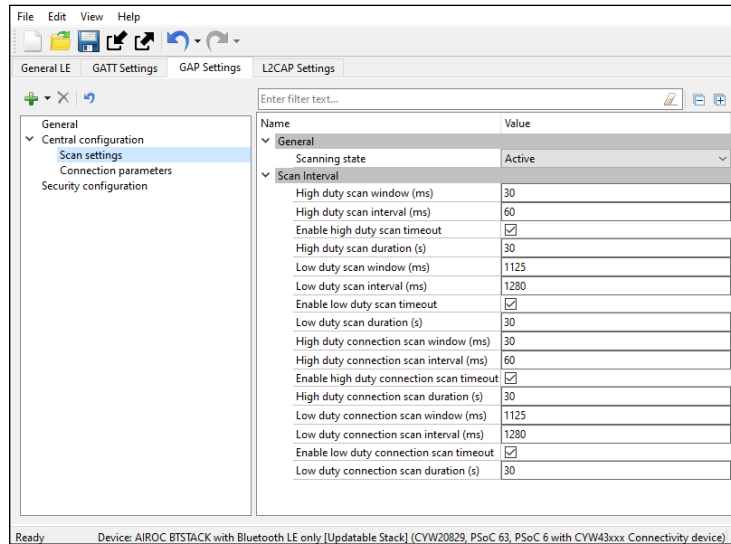 File Edit View Help
General LE GATT Settings GAP Settings L2CAP Settings
Enter filter text...
General
Central configuration
Scan settings
Connection parameters
Security configuration
Name Value
General
Scanning state Active
Scan Interval
High duty scan window (ms) 30
High duty scan interval (ms) 60
Enable high duty scan timeout
High duty scan duration (s) 30
Low duty scan window (ms) 1125
Low duty scan interval (ms) 1280
Enable low duty scan timeout
Low duty scan duration (s) 30
High duty connection scan window (ms) 30
High duty connection scan interval (ms) 60
Enable high duty connection scan timeout
High duty connection scan duration (s) 30
Low duty connection scan window (ms) 1125
Low duty connection scan interval (ms) 1280
Enable low duty connection scan timeout
Low duty connection scan duration (s) 30
Ready Device: AIROC BTSTACK with Bluetooth LE only [Updatable Stack] (CYW20829, PSoC 63, PSoC 6 with CYW43xxx Connectivity device)